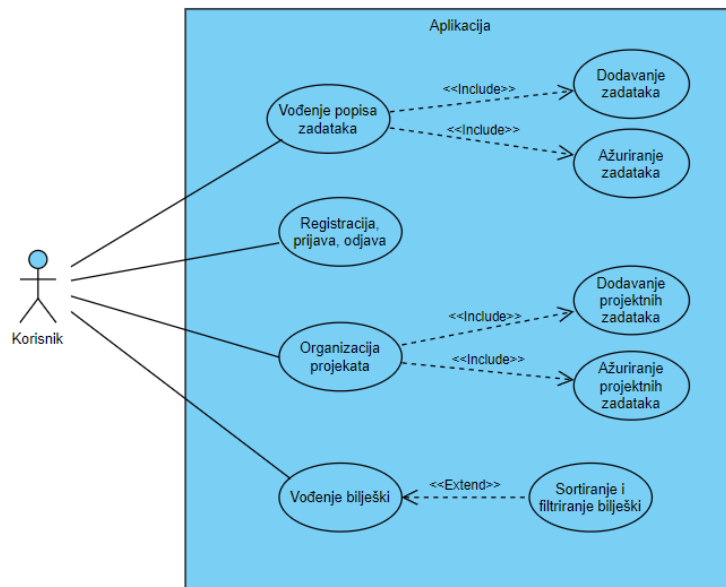 Aplikacija
Vođenje popisa
zadataka
<<Include>>
Dodavanje
zadataka
<<Include>>
Ažuriranje
zadataka
Registracija,
prijava, odjava
Korisnik
Organizacija
projekata
<<Include>>
Dodavanje
projektnih
zadataka
<<Include>>
Ažuriranje
projektnih
zadataka
Vođenje bilješki
<<Extend>>
Sortiranje i
filtriranje bilješki